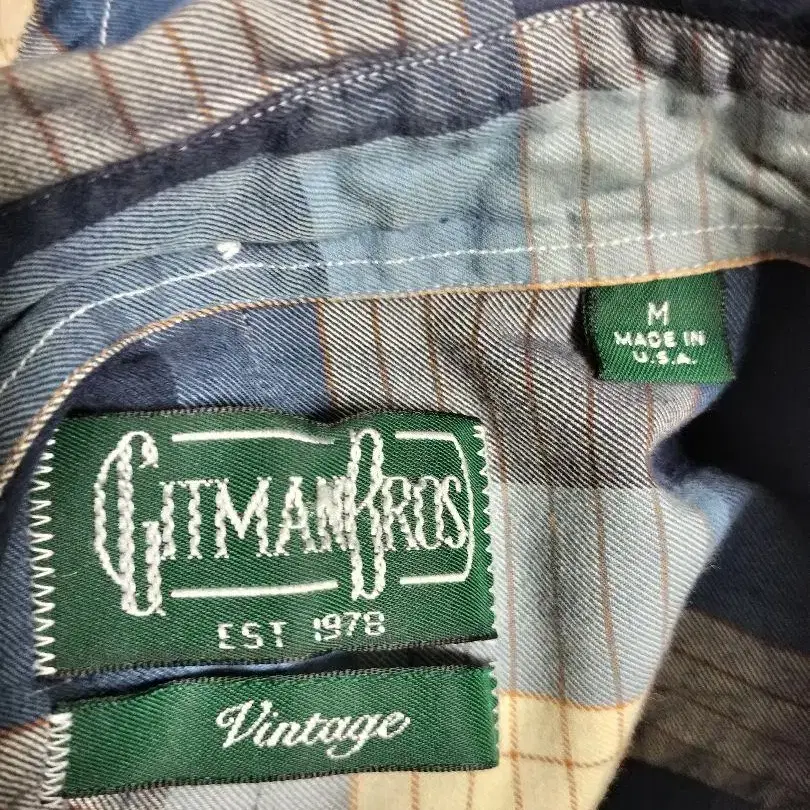 M
MADE IN
U.S.A.
GITMAN BROS
EST 1978
Vintage